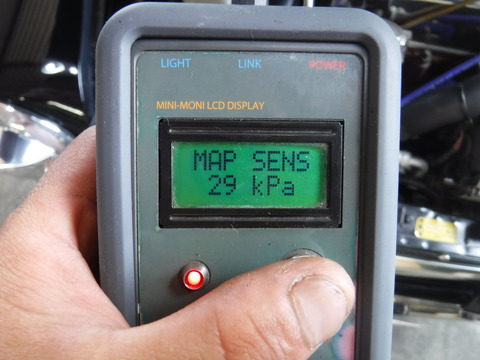 LIGHT LINK POWER
MINI-MONI LCD DISPLAY
MAP SENS
29 kPa